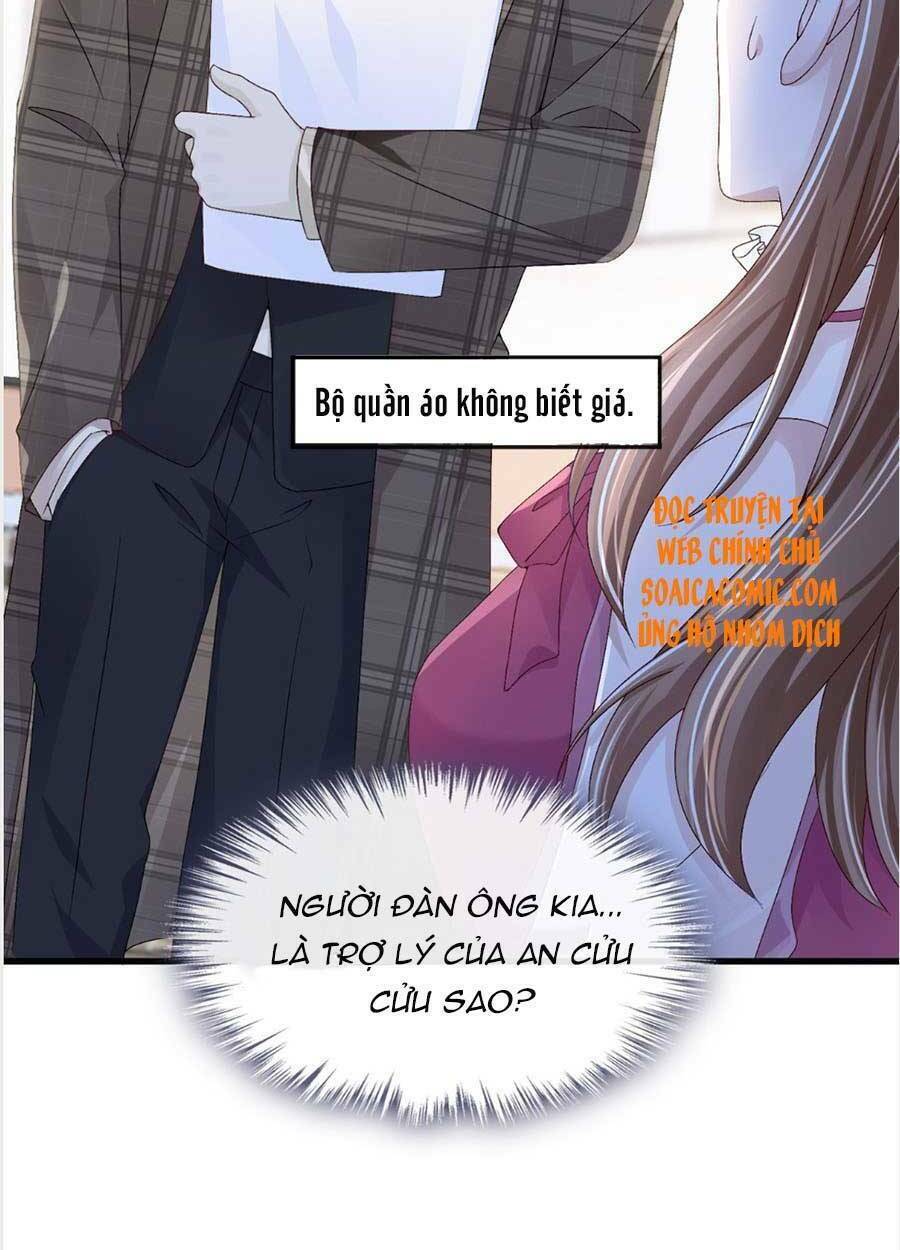 Bộ quần áo không biết giá.
ĐỌC TRUYỆN TẠI
WEB CHÍNH CHỦ
SOAICACOMIC.COM
ỦNG HỘ NHÓM DỊCH
NGƯỜI ĐÀN ÔNG KIA...
LÀ TRỢ LÝ CỦA AN CỬU
CỬU SAO?